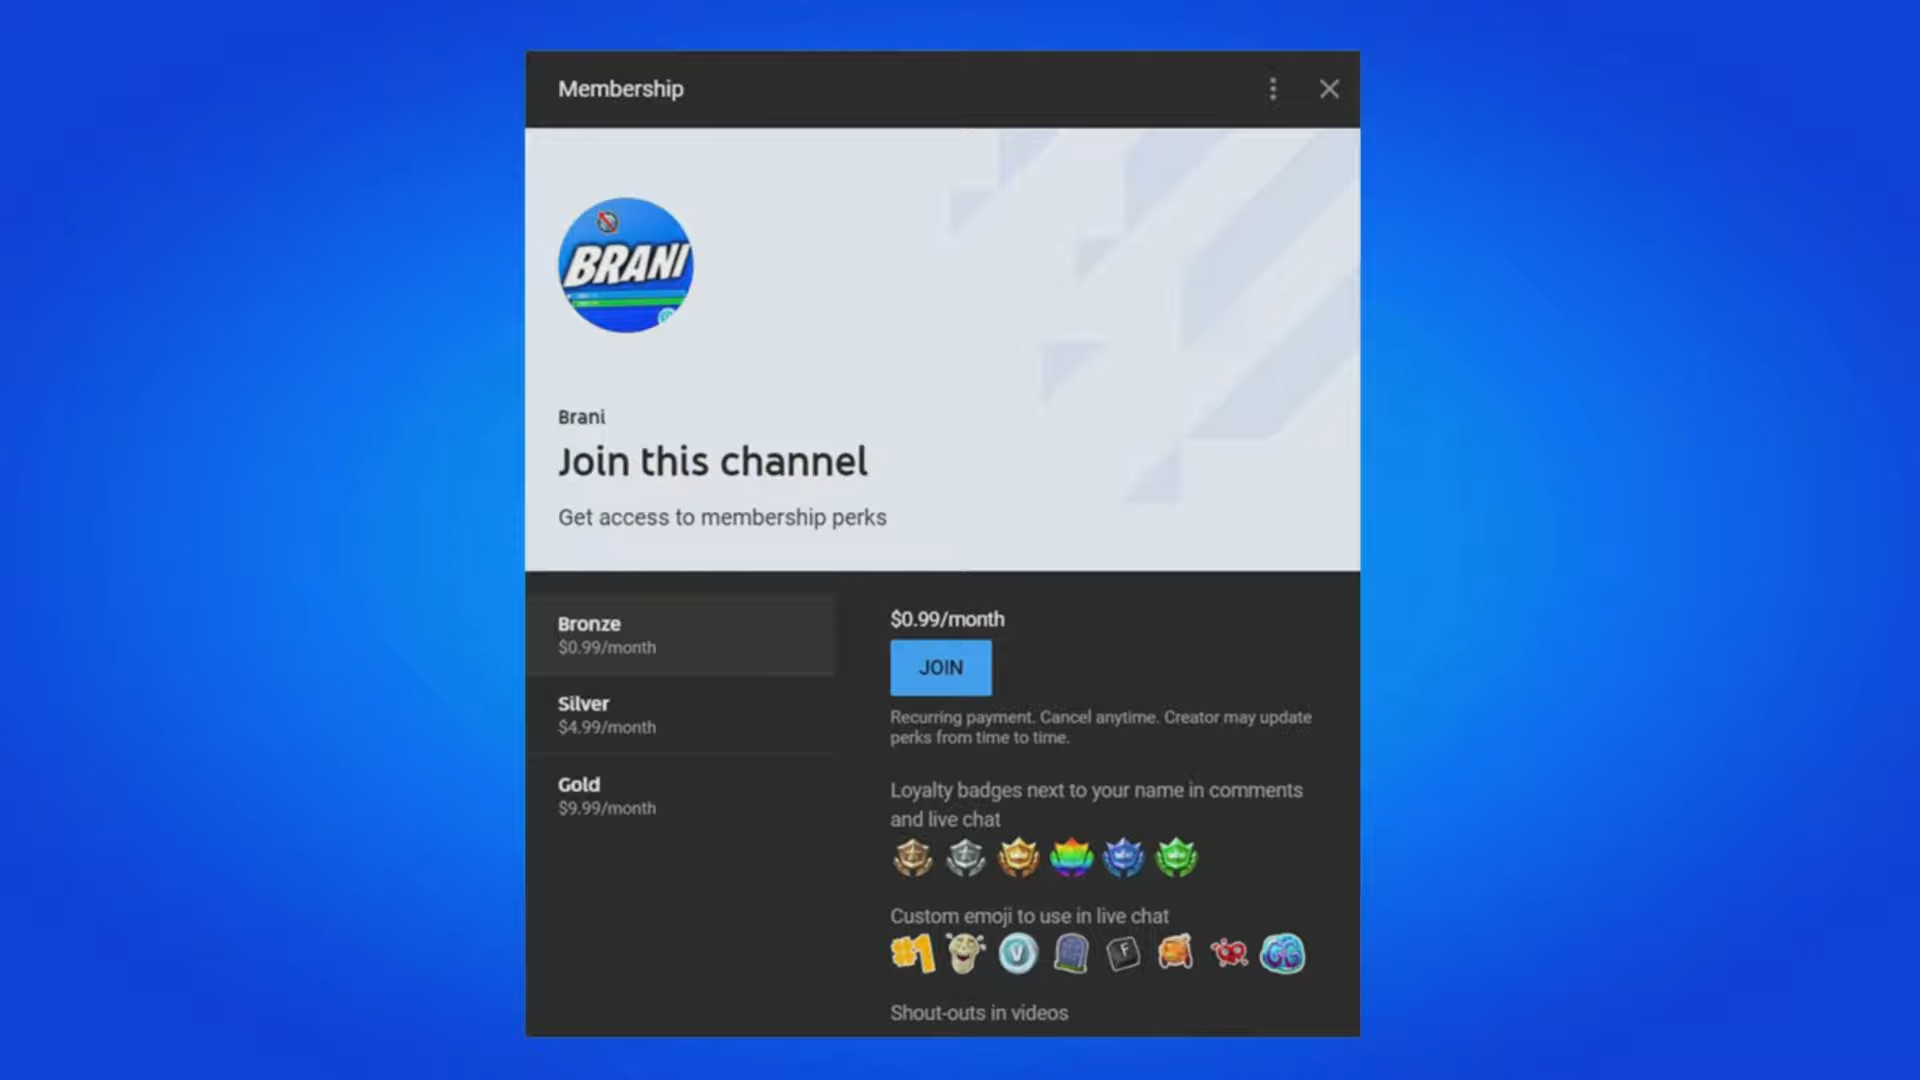 Membership
BRANI
Brani
Join this channel
Get access to membership perks
Bronze
$0.99/month
Silver
$4.99/month
Gold
$9.99/month
$0.99/month
JOIN
Recurring payment. Cancel anytime. Creator may update
perks from time to time.
Loyalty badges next to your name in comments
and live chat
Custom emoji to use in live chat
#1
V
F
GG
Shout-outs in videos